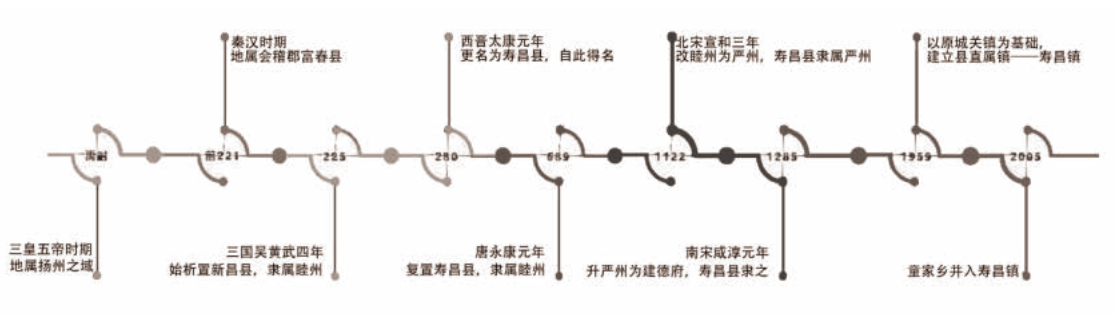 秦汉时期
地属会稽郡富春县
西晋太康元年
更名为寿昌县，自此得名
北宋宣和三年
改睦州为严州，寿昌县隶属严州
以原城关镇为基础，
建立县直属镇——寿昌镇
前221
225
280
689
1122
1959
2005
三皇五帝时期
地属扬州之域
三国吴黄武四年
始析置新昌县，隶属睦州
唐永康元年
复置寿昌县，隶属睦州
南宋咸淳元年
升严州为建德府，寿昌县隶之
童家乡并入寿昌镇